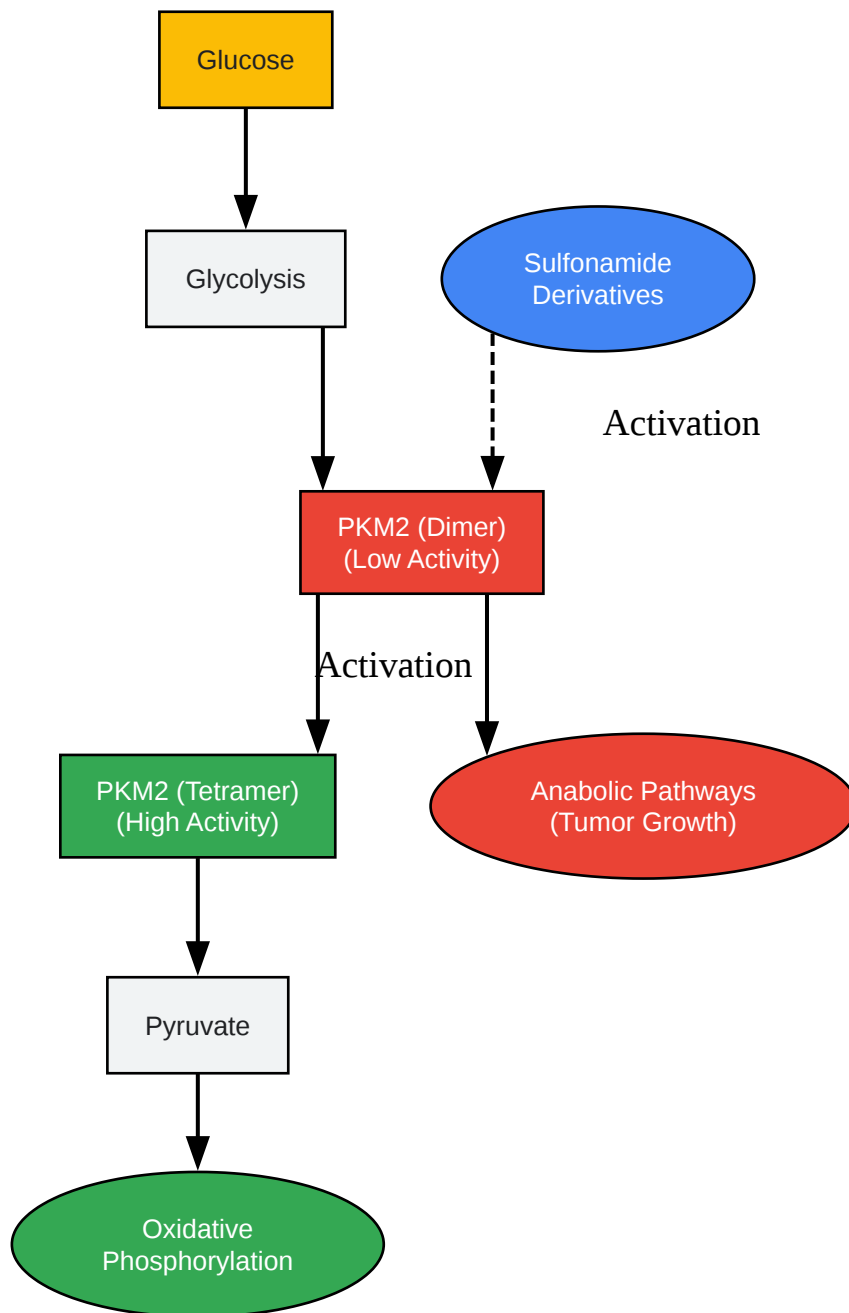 Glucose
Glycolysis
Sulfonamide
Derivatives
Activation
PKM2 (Dimer)
(Low Activity)
Activation
PKM2 (Tetramer)
(High Activity)
Anabolic Pathways
(Tumor Growth)
Pyruvate
Oxidative
Phosphorylation